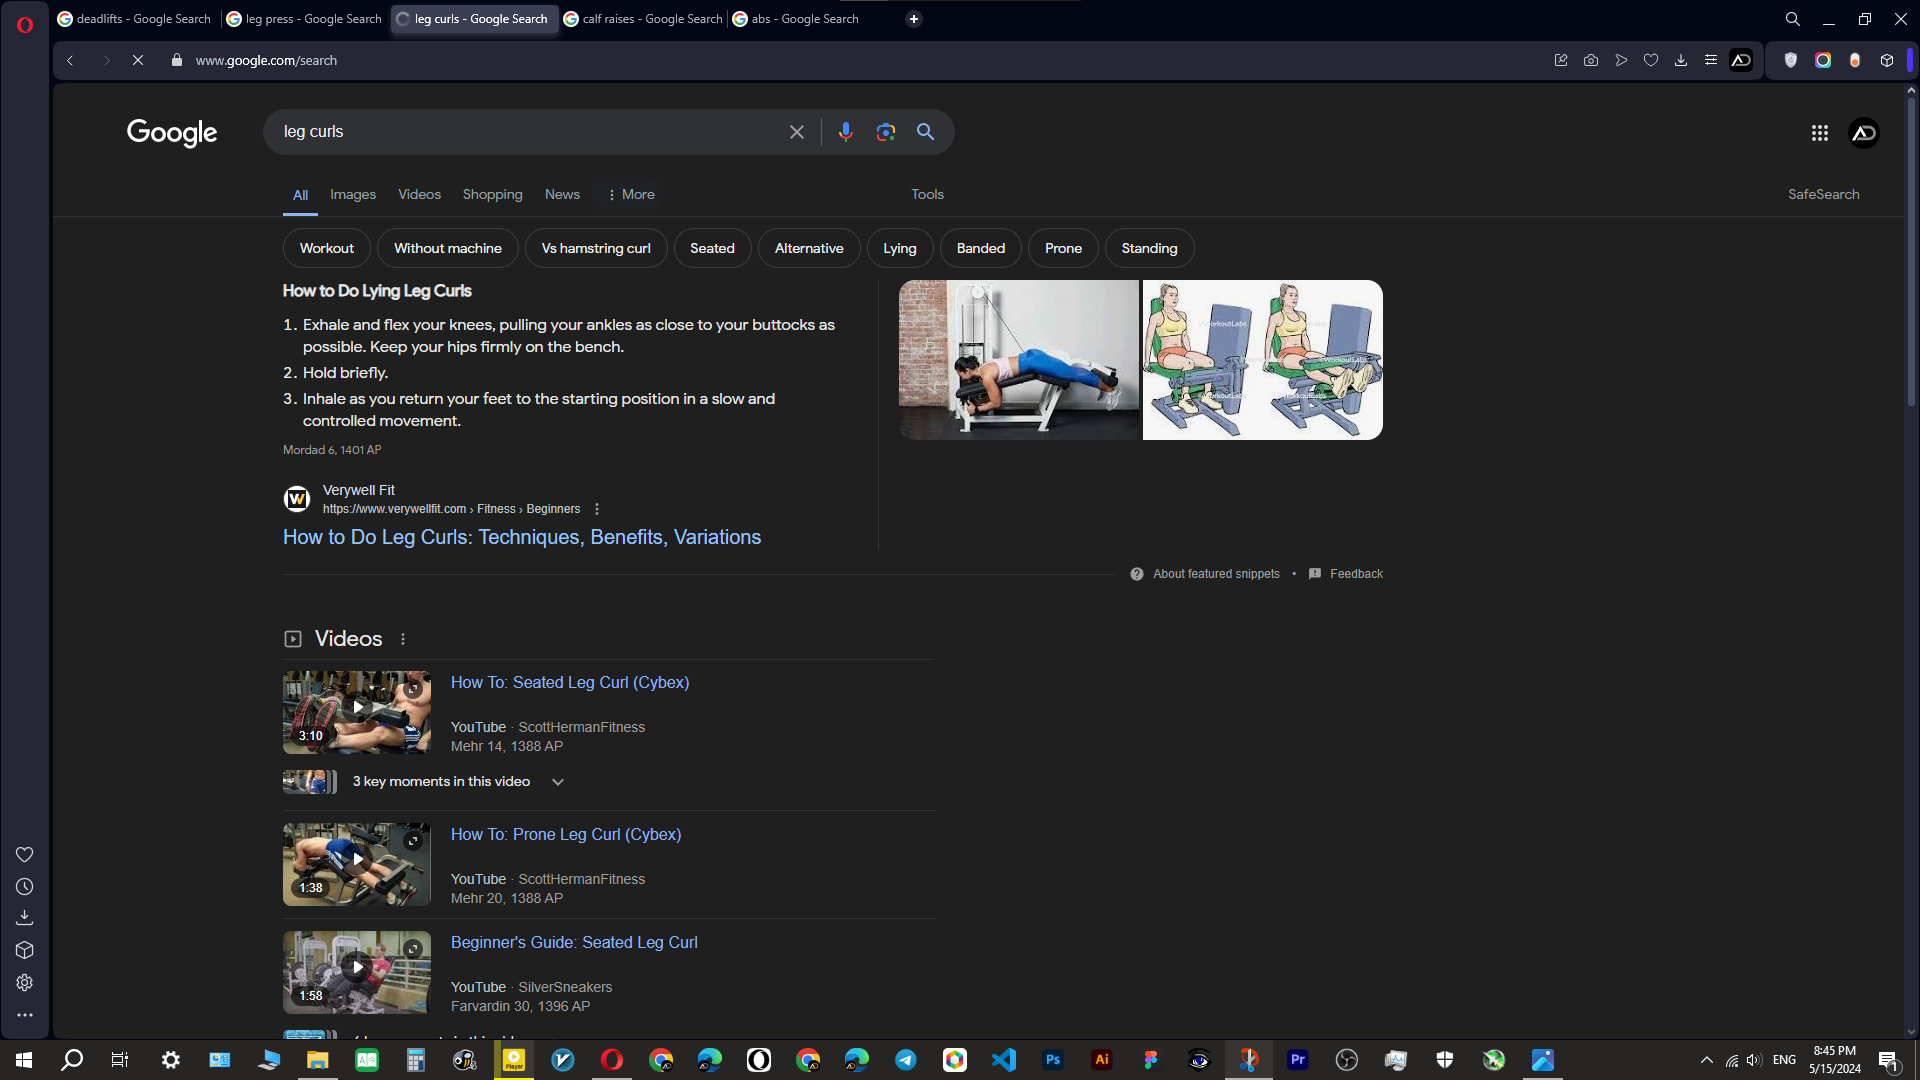 deadlifts - Google Search
leg press - Google Search
leg curls - Google Search
calf raises - Google Search
abs - Google Search
www.google.com/search
Google
leg curls
All
Images
Videos
Shopping
News
More
Tools
SafeSearch
Workout
Without machine
Vs hamstring curl
Seated
Alternative
Lying
Banded
Prone
Standing
How to Do Lying Leg Curls
1. Exhale and flex your knees, pulling your ankles as close to your buttocks as
possible. Keep your hips firmly on the bench.
2. Hold briefly.
3. Inhale as you return your feet to the starting position in a slow and
controlled movement.
Mordad 6, 1401 AP
Verywell Fit
https://www.verywellfit.com › Fitness › Beginners
How to Do Leg Curls: Techniques, Benefits, Variations
About featured snippets • Feedback
Videos
How To: Seated Leg Curl (Cybex)
YouTube · ScottHermanFitness
Mehr 14, 1388 AP
3:10
3 key moments in this video
How To: Prone Leg Curl (Cybex)
YouTube · ScottHermanFitness
Mehr 20, 1388 AP
1:38
Beginner's Guide: Seated Leg Curl
YouTube · SilverSneakers
Farvardin 30, 1396 AP
1:58
Player
Ps
Ai
Pr
ENG
8:45 PM
5/15/2024
1